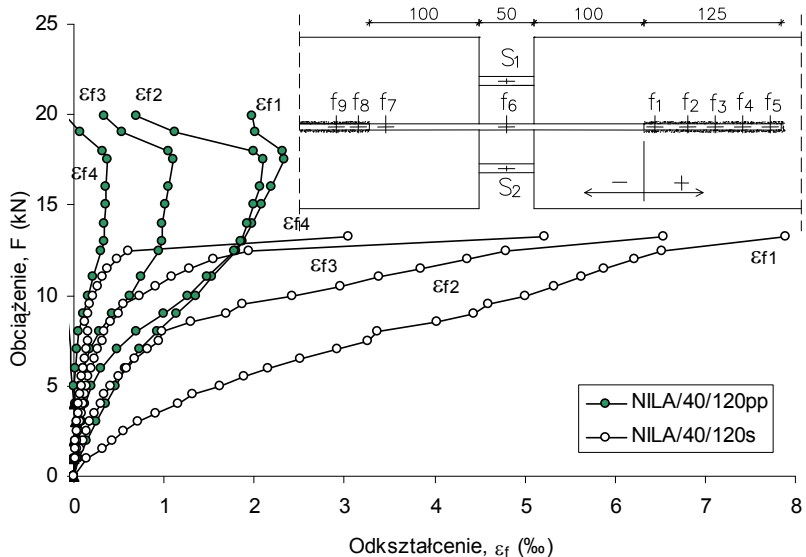 100 50 100 125
25
20
15
10
5
0
Obciążenie, F (kN)
εf3 εf2 εf1
εf4
S1
f9 f8 f7 f6 f1 f2 f3 f4 f5
S2
− +
εf4
εf3
εf2
εf1
NILA/40/120pp
NILA/40/120s
0 1 2 3 4 5 6 7 8
Odkształcenie, εf (‰)